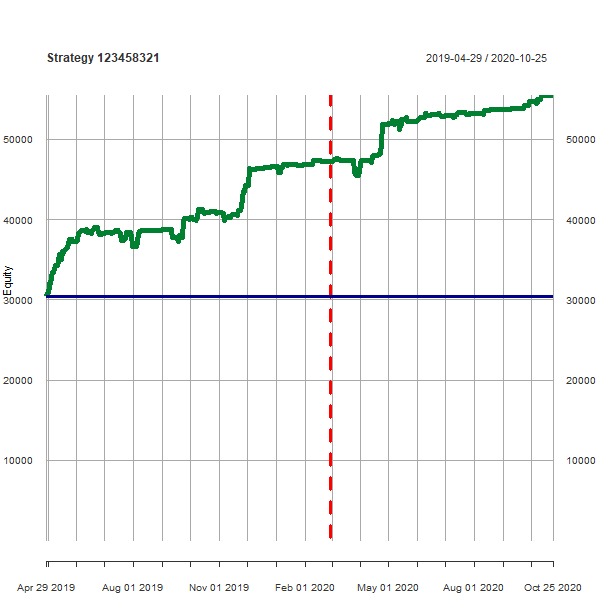 Strategy 123458321
2019-04-29 / 2020-10-25
50000
50000
40000
40000
Equity
30000
30000
20000
20000
10000
10000
Apr 29 2019
Aug 01 2019
Nov 01 2019
Feb 01 2020
May 01 2020
Aug 01 2020
Oct 25 2020